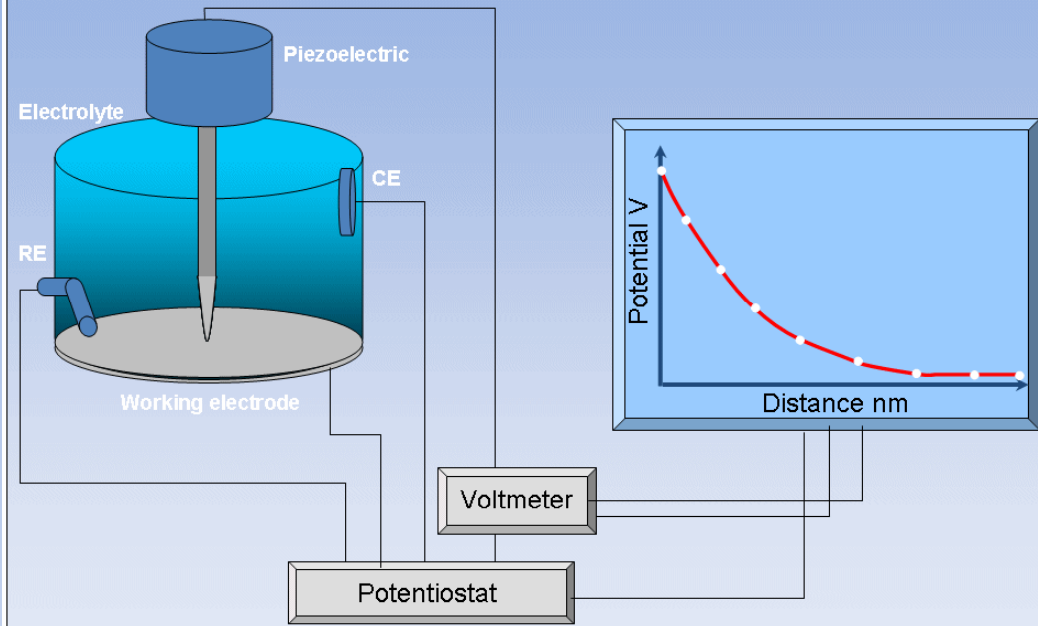 Piezoelectric
Electrolyte
CE
RE
Working electrode
Potential V
Distance nm
Voltmeter
Potentiostat